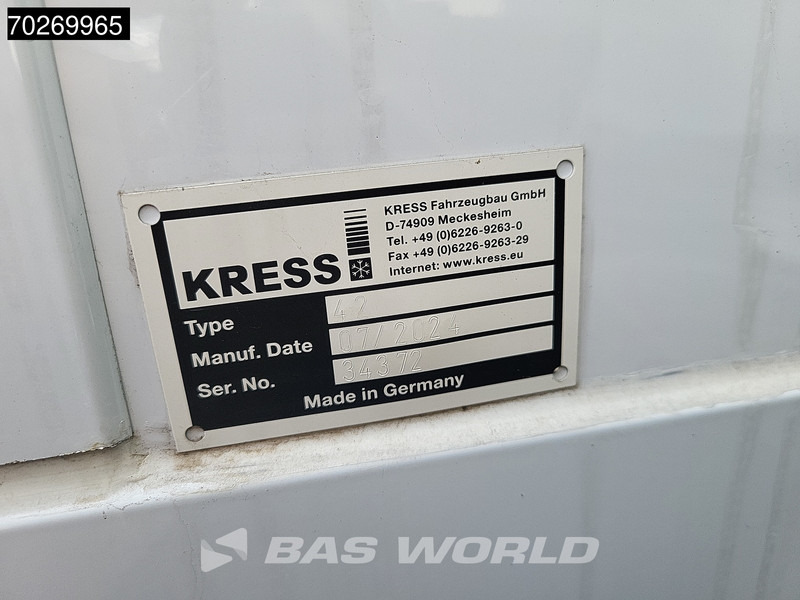 70269965
KRESS
KRESS Fahrzeugbau GmbH
D-74909 Meckesheim
Tel. +49 (0)6226-9263-0
Fax +49 (0)6226-9263-29
Internet: www.kress.eu
Type 42
Manuf. Date 07/2024
Ser. No. 34372
Made in Germany
BAS WORLD